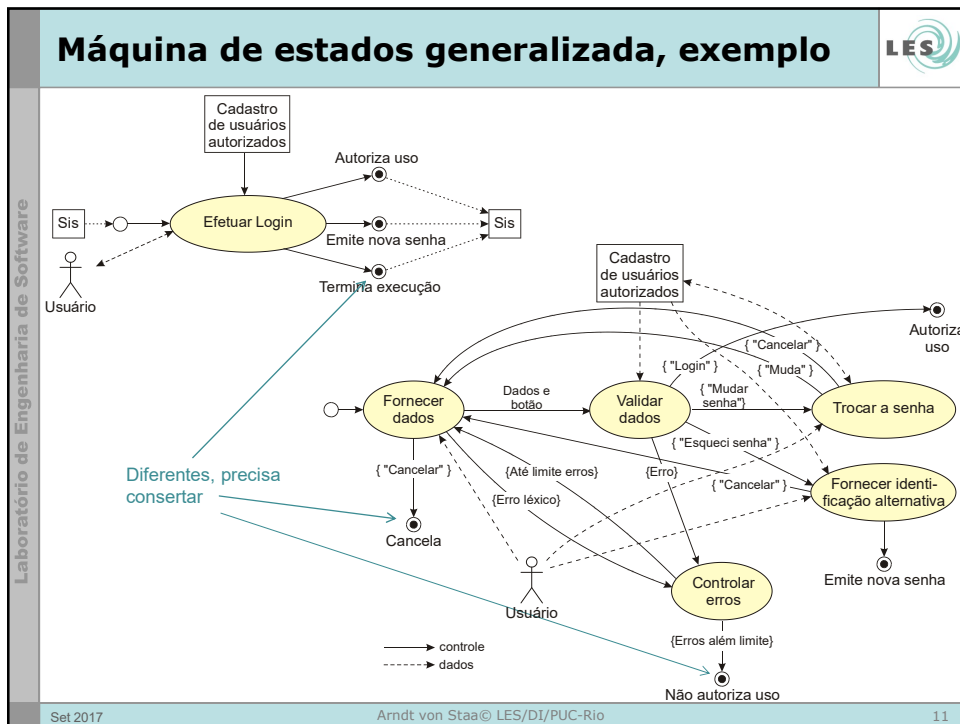 Máquina de estados generalizada, exemplo
LES
Laboratório de Engenharia de Software
Cadastro
de usuários
autorizados
Autoriza uso
Sis
Efetuar Login
Sis
Emite nova senha
Usuário
Termina execução
Cadastro
de usuários
autorizados
Autoriza
uso
{ "Cancelar" }
{ "Login" }
{ "Muda" }
Fornecer
dados
Dados e
botão
Validar
dados
{ "Mudar
senha"}
Trocar a senha
{ "Esqueci senha" }
Diferentes, precisa
consertar
{ "Cancelar" }
{Até limite erros}
{Erro}
{ "Cancelar" }
Fornecer identi-
ficação alternativa
{Erro léxico}
Cancela
Usuário
Controlar
erros
Emite nova senha
{Erros além limite}
controle
dados
Não autoriza uso
Set 2017
Arndt von Staa© LES/DI/PUC-Rio
11